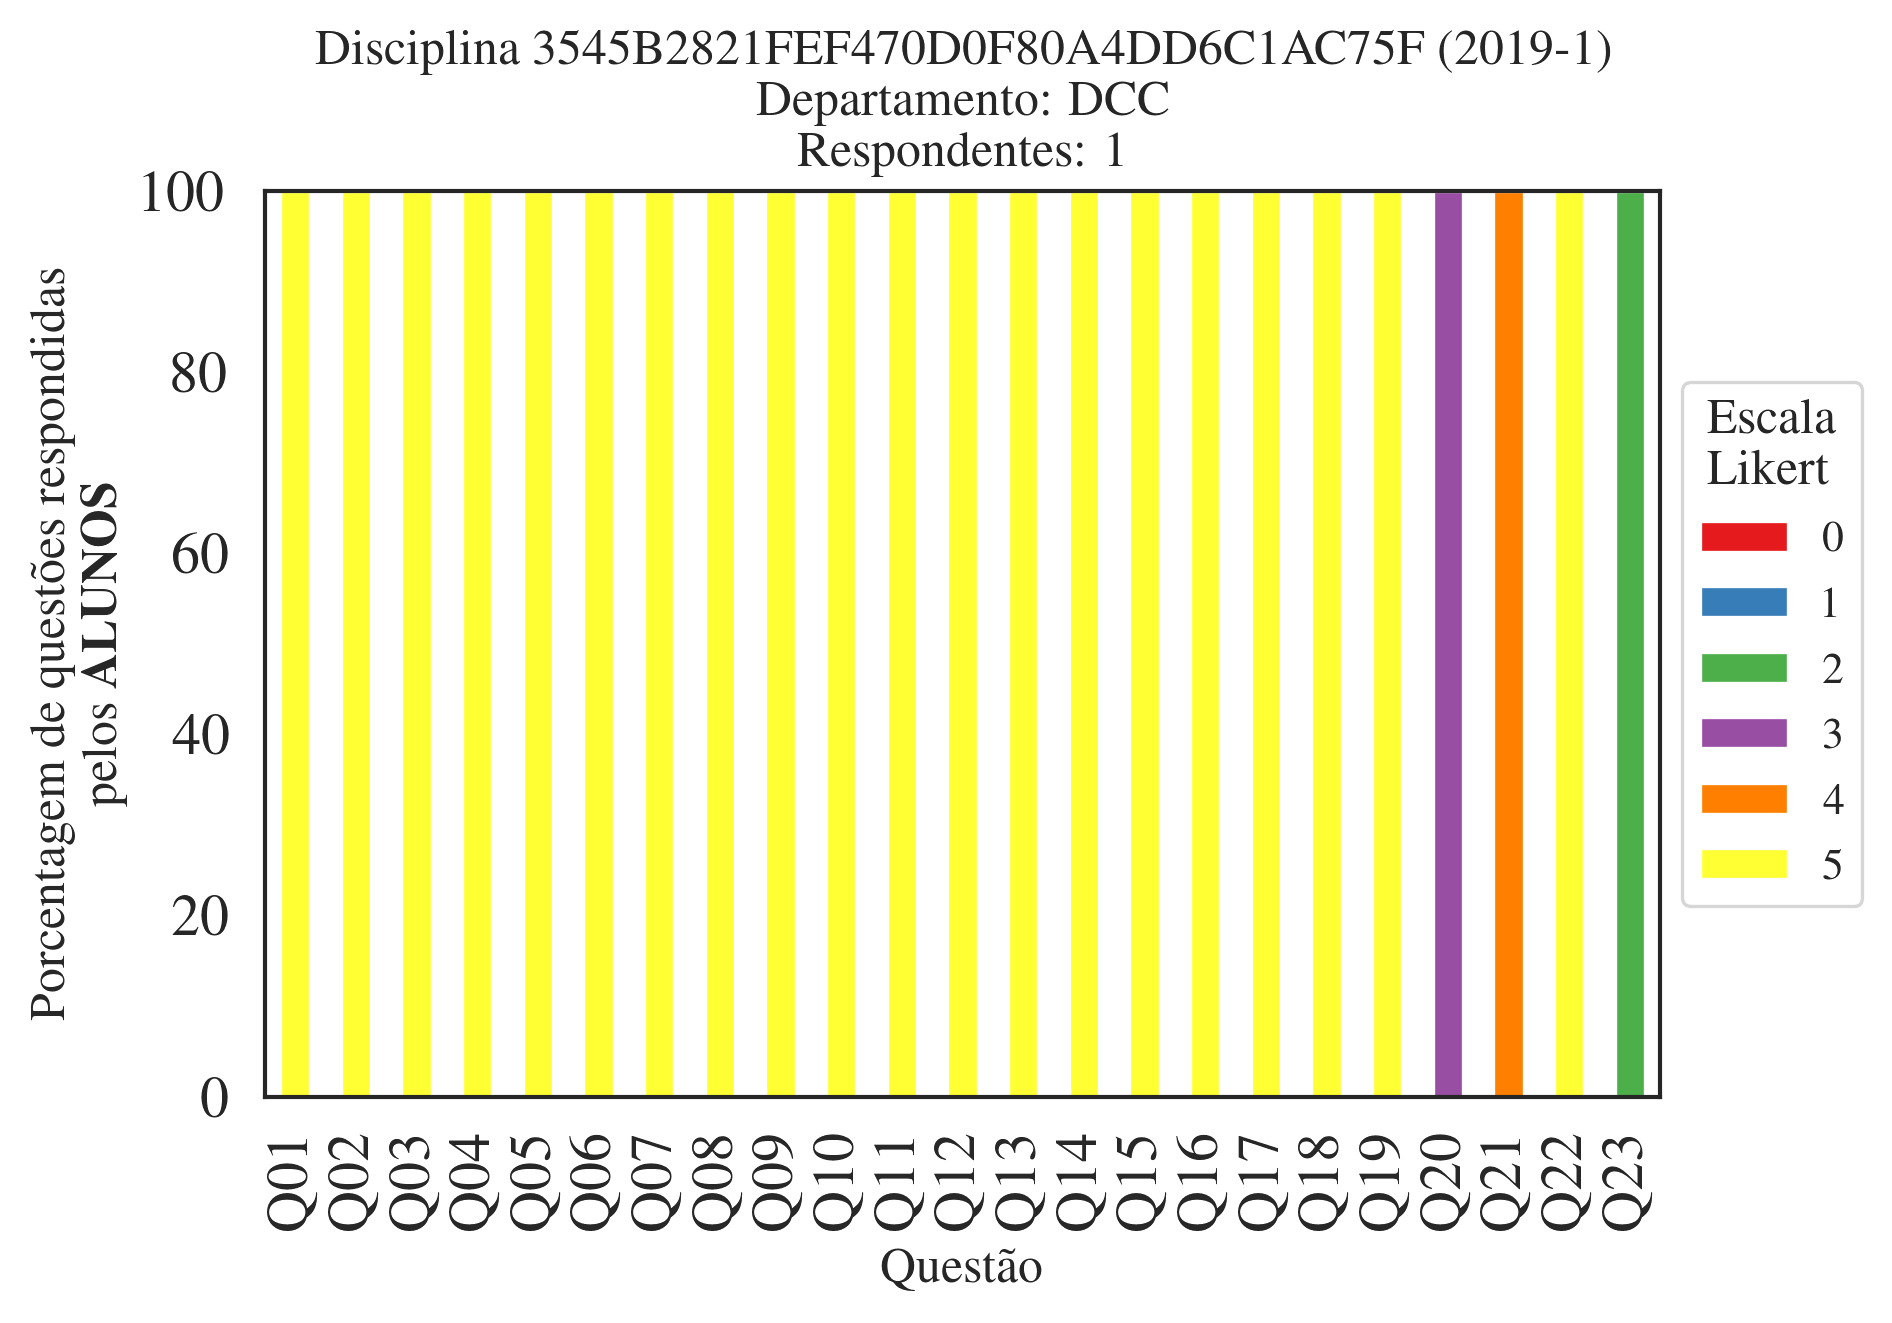 Disciplina 3545B2821FEF470D0F80A4DD6C1AC75F (2019-1)
Departamento: DCC
Respondentes: 1
Porcentagem de questões respondidas
pelos ALUNOS
100
80
60
40
20
0
Q01
Q02
Q03
Q04
Q05
Q06
Q07
Q08
Q09
Q10
Q11
Q12
Q13
Q14
Q15
Q16
Q17
Q18
Q19
Q20
Q21
Q22
Q23
Questão
Escala
Likert
0
1
2
3
4
5